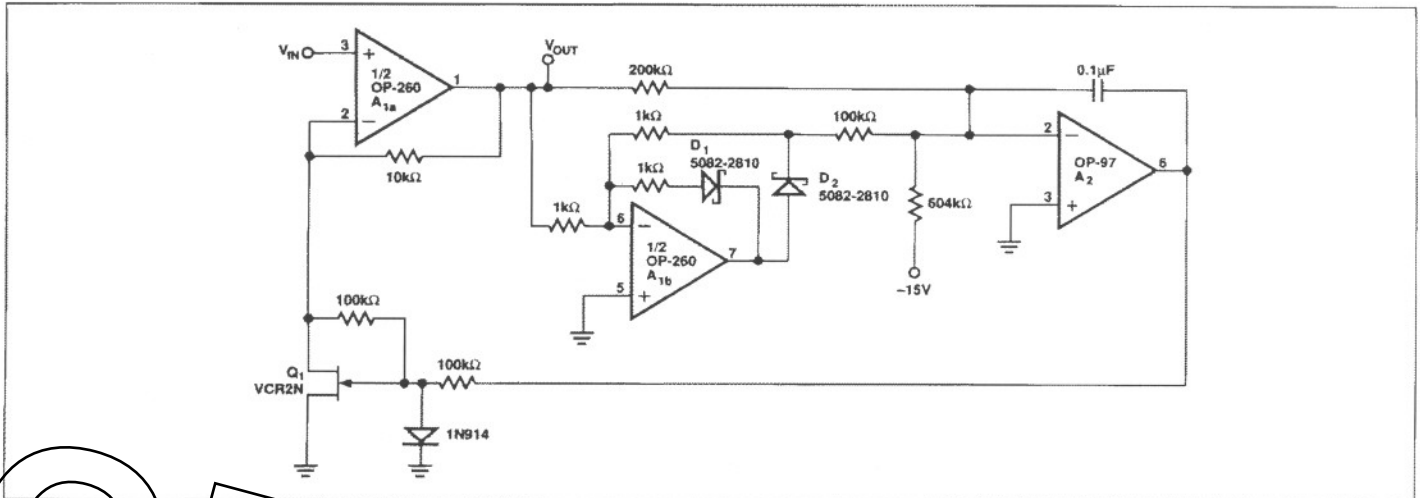 V_IN
3
+
1/2
OP-260
A_1a
1
2
−
V_OUT
10kΩ
200kΩ
0.1µF
1kΩ
100kΩ
D_1
5082-2810
1kΩ
1kΩ
D_2
5082-2810
6
−
1/2
OP-260
A_1b
7
5
+
604kΩ
−15V
2
−
OP-97
A_2
6
3
+
100kΩ
100kΩ
Q_1
VCR2N
1N914